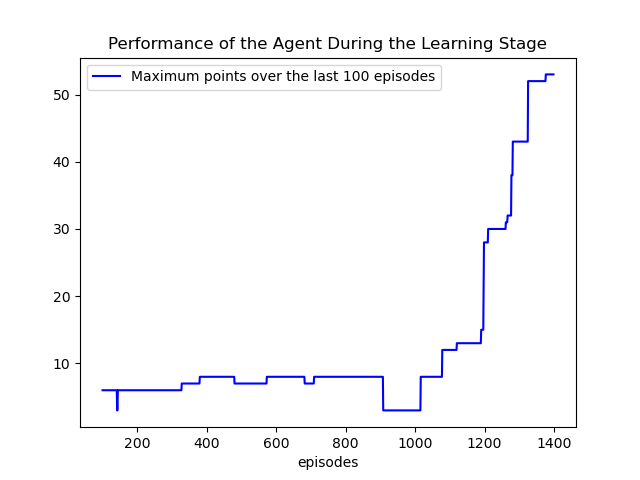 Performance of the Agent During the Learning Stage
Maximum points over the last 100 episodes
50
40
30
20
10
200 400 600 800 1000 1200 1400
episodes